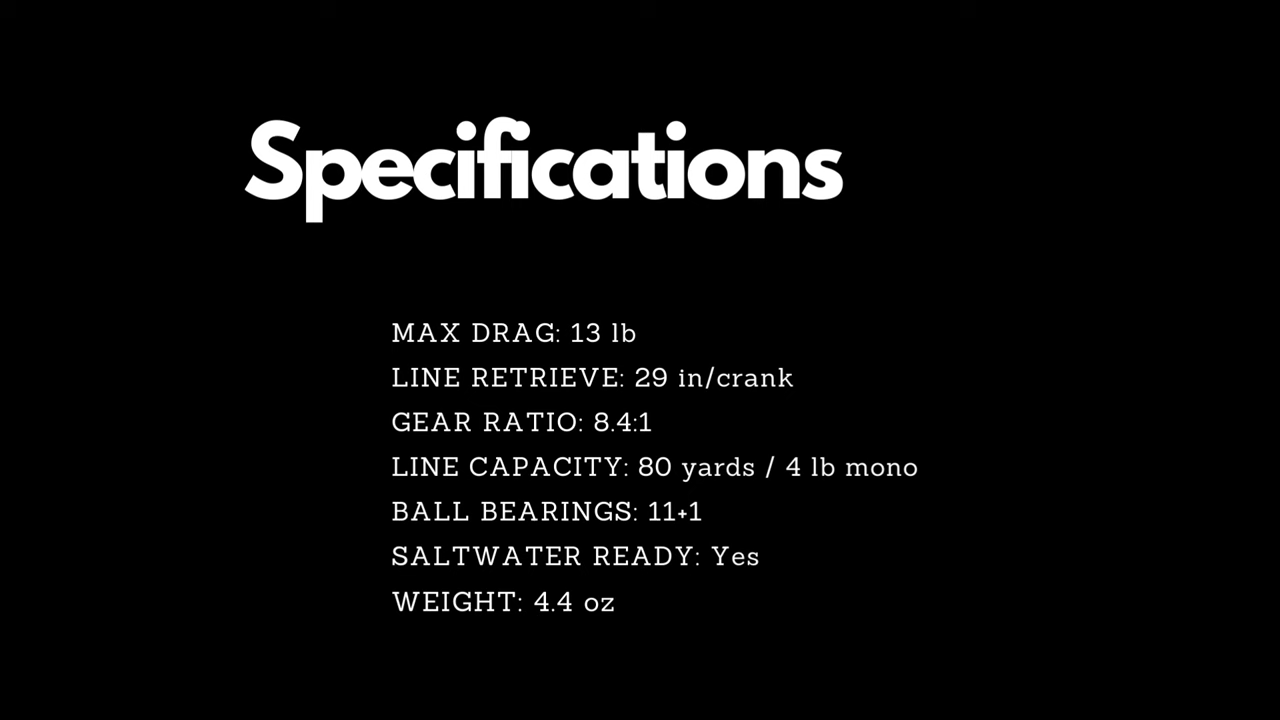 Specifications
MAX DRAG: 13 lb
LINE RETRIEVE: 29 in/crank
GEAR RATIO: 8.4:1
LINE CAPACITY: 80 yards / 4 lb mono
BALL BEARINGS: 11+1
SALTWATER READY: Yes
WEIGHT: 4.4 oz